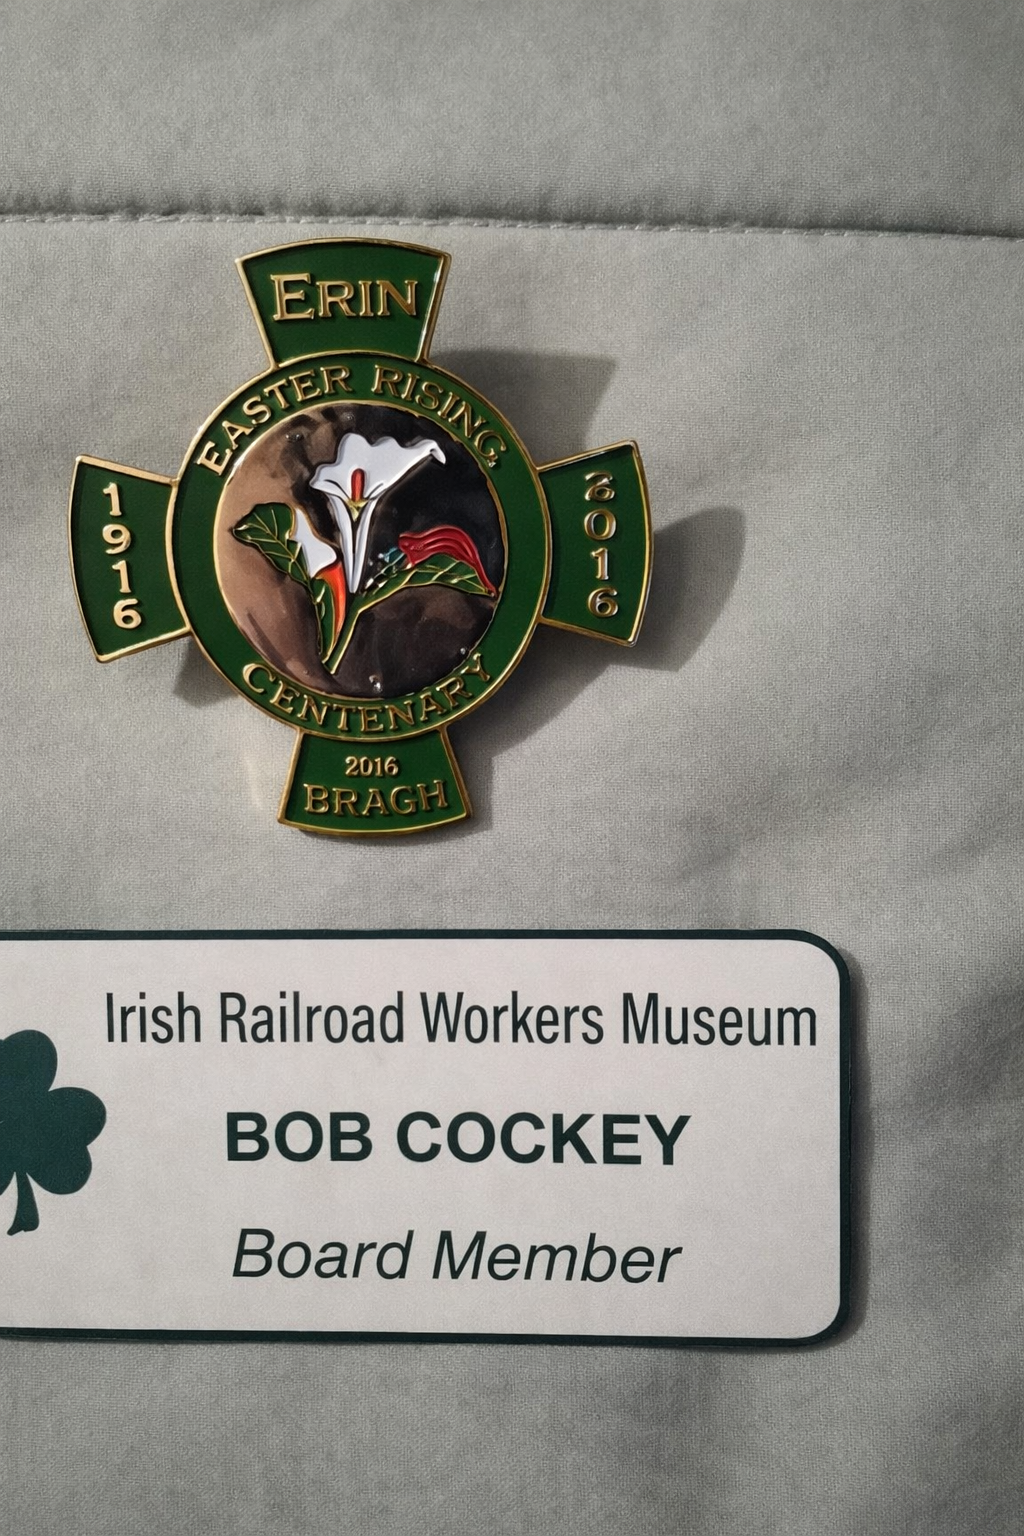 ERIN
EASTER RISING
1916
2016
CENTENARY
2016
BRAGH
Irish Railroad Workers Museum
BOB COCKEY
Board Member